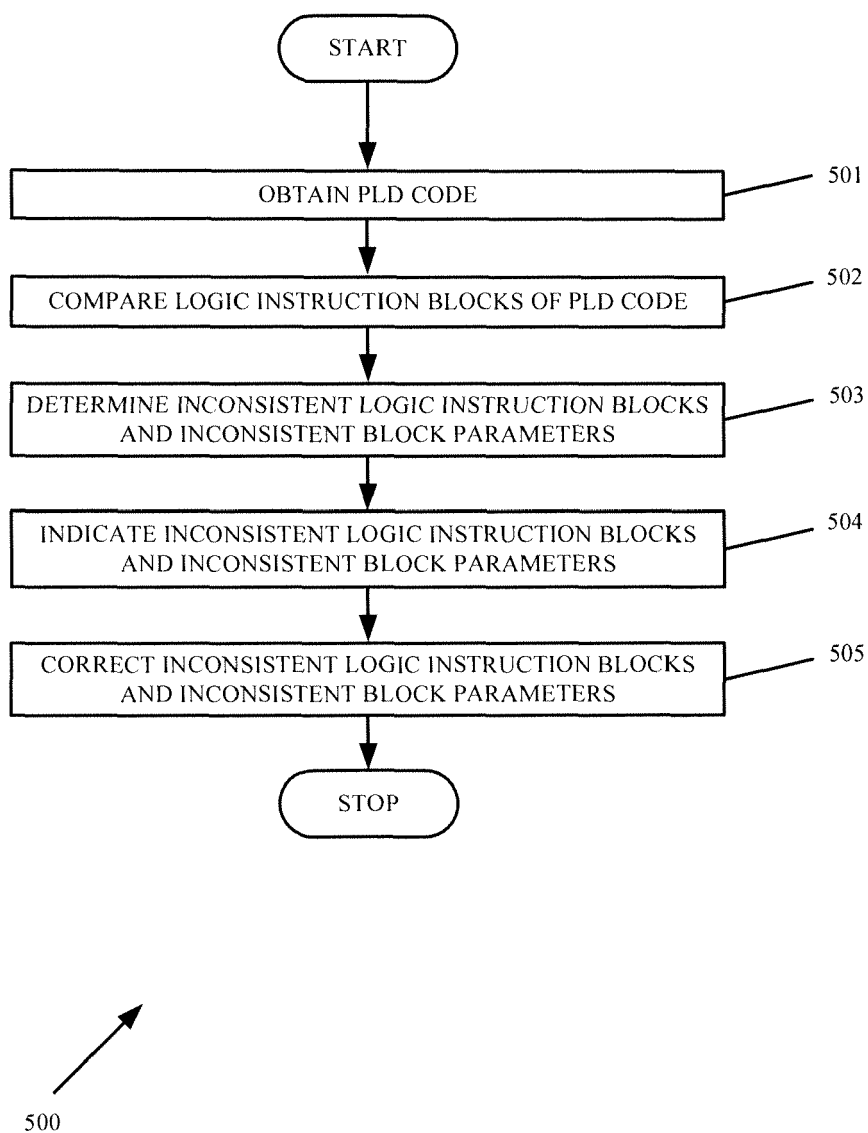 START
OBTAIN PLD CODE
501
COMPARE LOGIC INSTRUCTION BLOCKS OF PLD CODE
502
DETERMINE INCONSISTENT LOGIC INSTRUCTION BLOCKS
AND INCONSISTENT BLOCK PARAMETERS
503
INDICATE INCONSISTENT LOGIC INSTRUCTION BLOCKS
AND INCONSISTENT BLOCK PARAMETERS
504
CORRECT INCONSISTENT LOGIC INSTRUCTION BLOCKS
AND INCONSISTENT BLOCK PARAMETERS
505
STOP
500